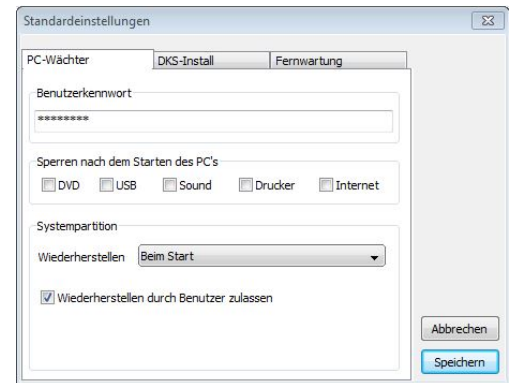 Standardeinstellungen
PC-Wächter DKS-Install Fernwartung
Benutzerkennwort
********
Sperren nach dem Starten des PC's
DVD USB Sound Drucker Internet
Systempartition
Wiederherstellen Beim Start
Wiederherstellen durch Benutzer zulassen
Abbrechen
Speichern